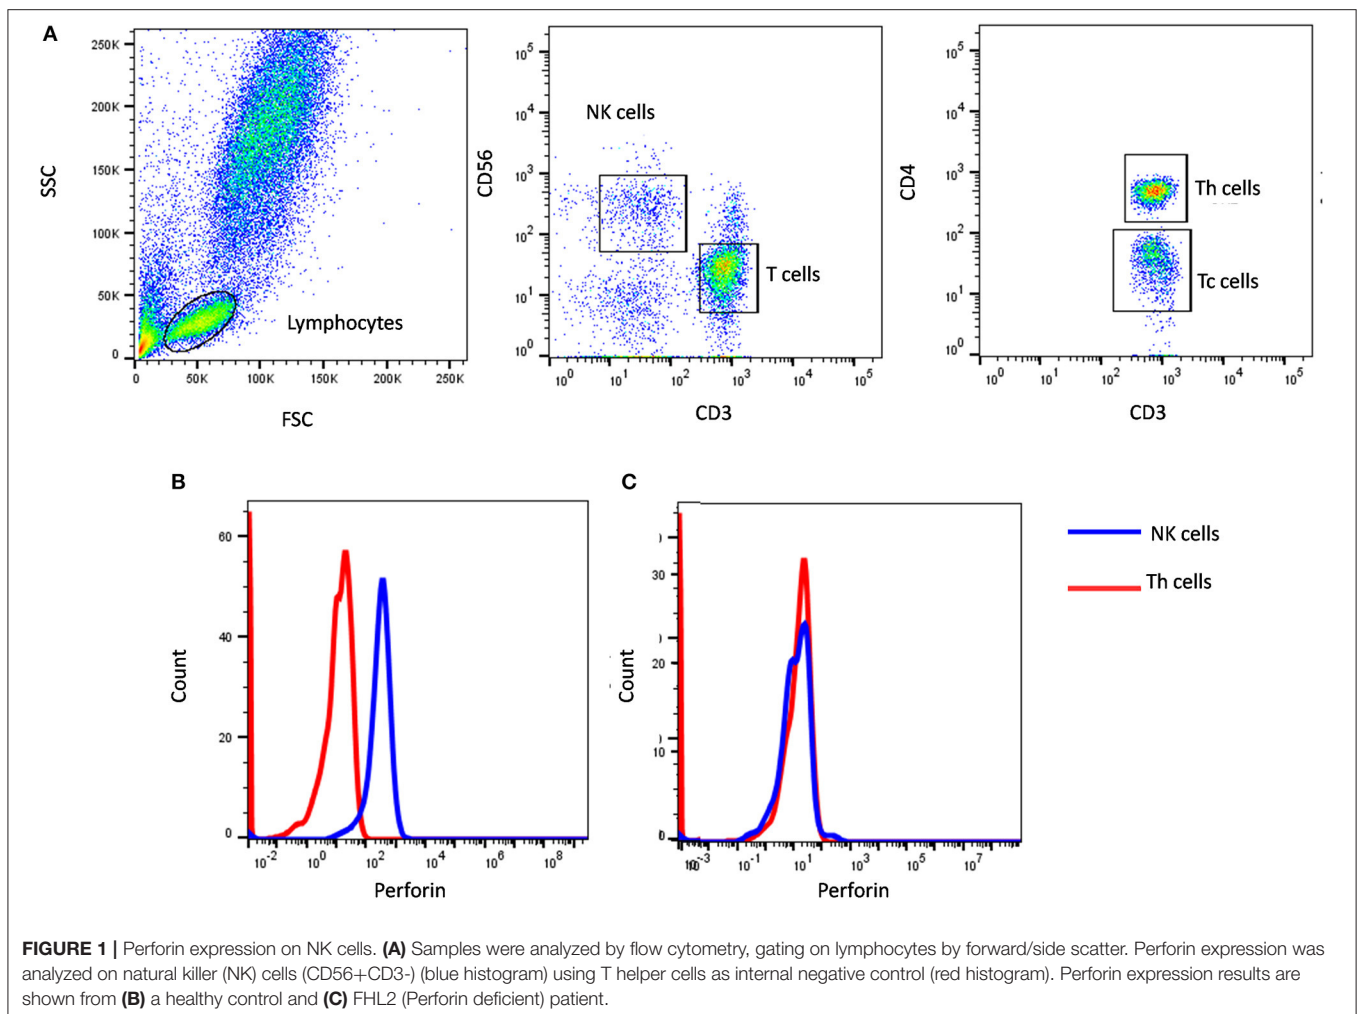 A
250K
200K
150K
100K
50K
0
SSC
0 50K 100K 150K 200K 250K
FSC
Lymphocytes
10^5
10^4
10^3
10^2
10^1
10^0
CD56
NK cells
T cells
10^0 10^1 10^2 10^3 10^4 10^5
CD3
10^5
10^4
10^3
10^2
10^1
10^0
CD4
Th cells
Tc cells
10^0 10^1 10^2 10^3 10^4 10^5
CD3
B
60
40
20
0
Count
10^-2 10^0 10^2 10^4 10^6 10^8
Perforin
C
30
20
10
0
Count
10^-3 10^-1 10^1 10^3 10^5 10^7
Perforin
NK cells
Th cells
FIGURE 1 | Perforin expression on NK cells. (A) Samples were analyzed by flow cytometry, gating on lymphocytes by forward/side scatter. Perforin expression was
analyzed on natural killer (NK) cells (CD56+CD3-) (blue histogram) using T helper cells as internal negative control (red histogram). Perforin expression results are
shown from (B) a healthy control and (C) FHL2 (Perforin deficient) patient.